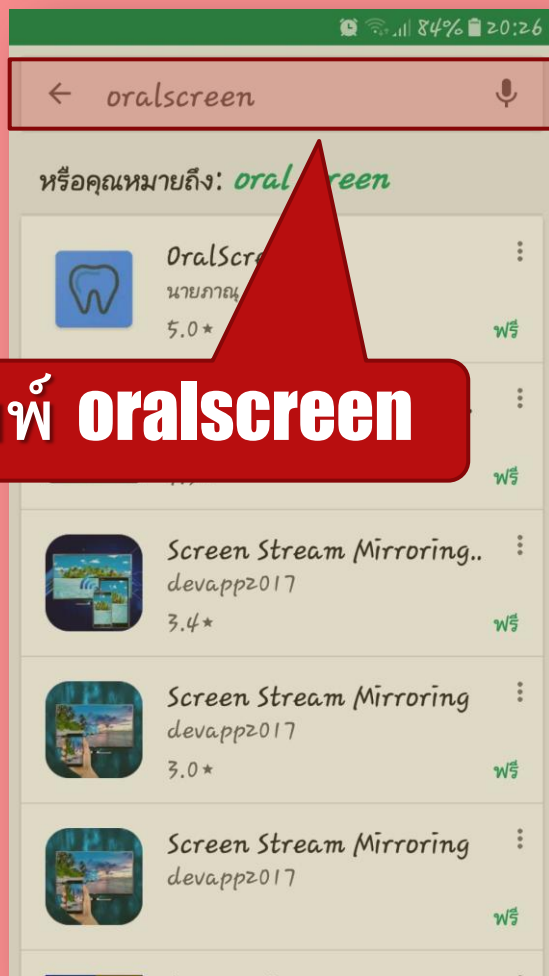 84% 20:26
oralscreen
หรือคุณหมายถึง: oral
OralScre
นายภาณุ
5.0★
ฟรี
พ์ oralscreen
ฟรี
Screen Stream Mirroring..
devapp2017
3.4★
ฟรี
Screen Stream Mirroring
devapp2017
3.0★
ฟรี
Screen Stream Mirroring
devapp2017
ฟรี